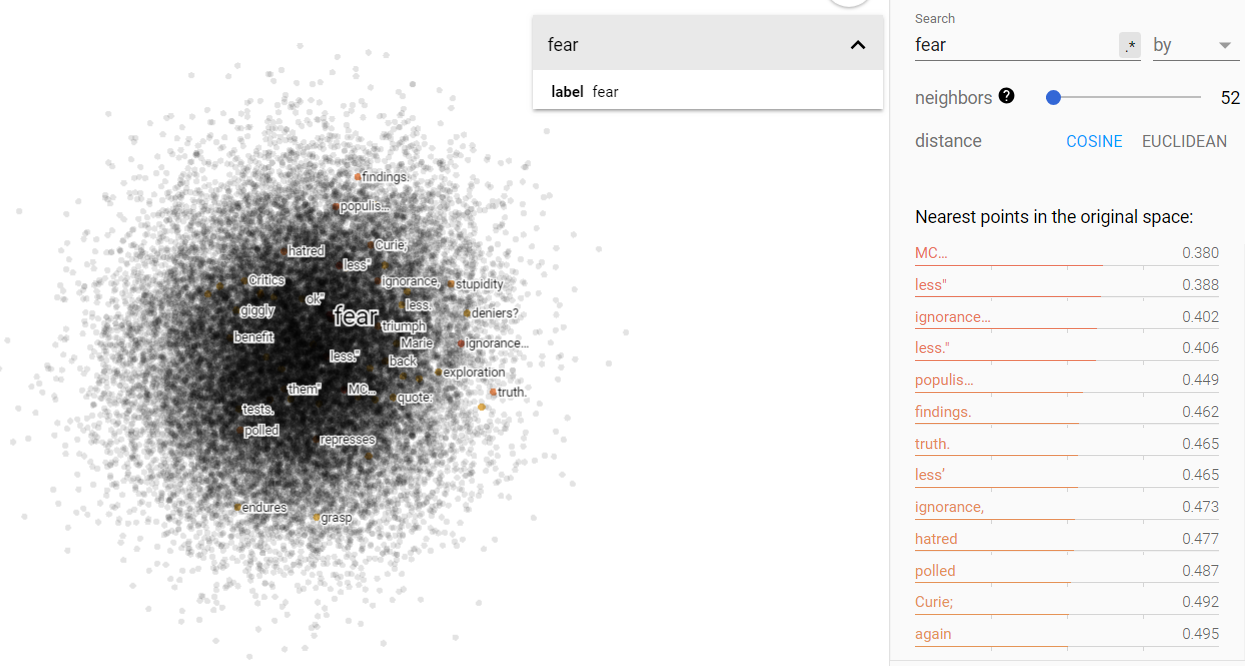 fear
label fear
findings.
populis...
hatred
Curie;
less"
Critics
ignorance,
stupidity
ok"
less.
giggly
fear
deniers?
triumph
benefit
Marie
ignorance...
less."
back
exploration
them"
MC...
truth.
quote:
tests.
polled
represses
endures
grasp
Search
fear .* by
neighbors ? 52
distance COSINE EUCLIDEAN
Nearest points in the original space:
MC... 0.380
less" 0.388
ignorance... 0.402
less." 0.406
populis... 0.449
findings. 0.462
truth. 0.465
less’ 0.465
ignorance, 0.473
hatred 0.477
polled 0.487
Curie; 0.492
again 0.495